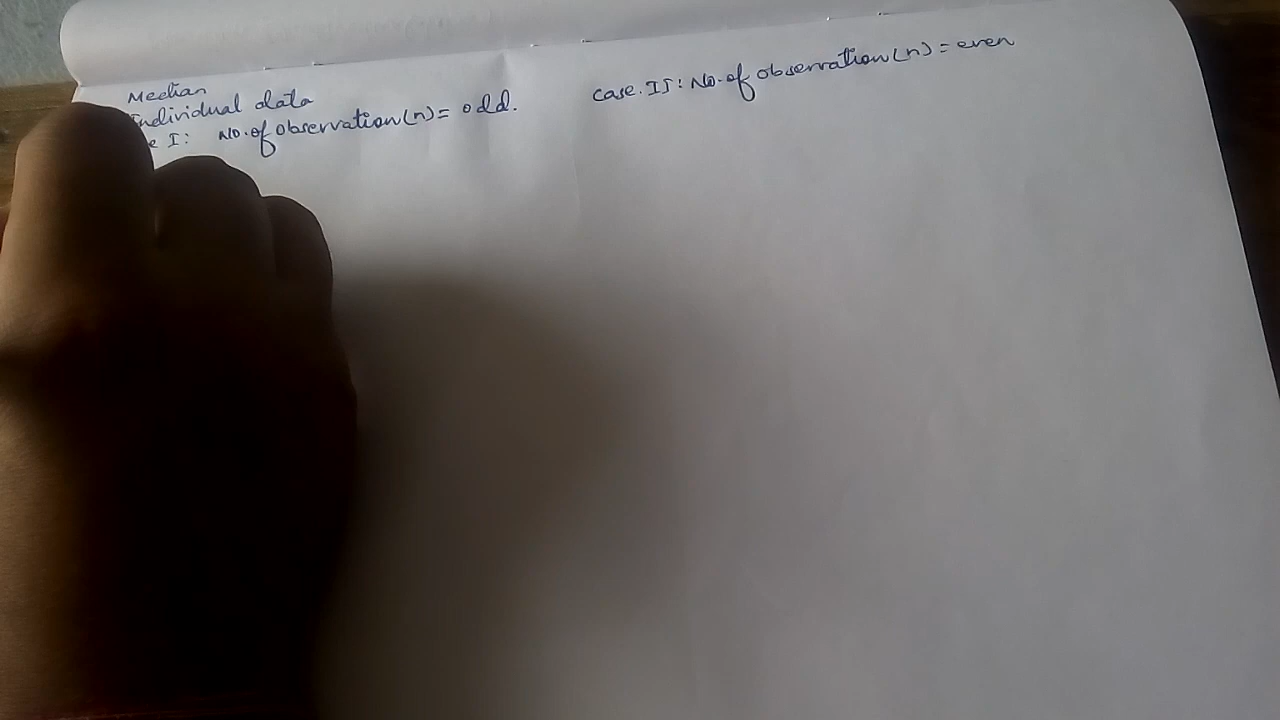 Median
Individual data
e I: No. of observation(n) = odd.
case. II: No. of observation(n) = even